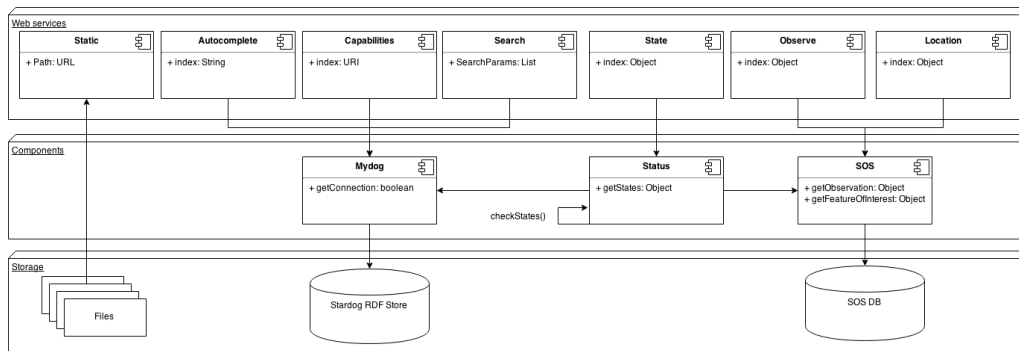 Web services
Static
+ Path: URL
Autocomplete
+ index: String
Capabilities
+ index: URI
Search
+ SearchParams: List
State
+ index: Object
Observe
+ index: Object
Location
+ index: Object
Components
Mydog
+ getConnection: boolean
Status
+ getStates: Object
checkStates()
SOS
+ getObservation: Object
+ getFeatureOfInterest: Object
Storage
Files
Stardog RDF Store
SOS DB